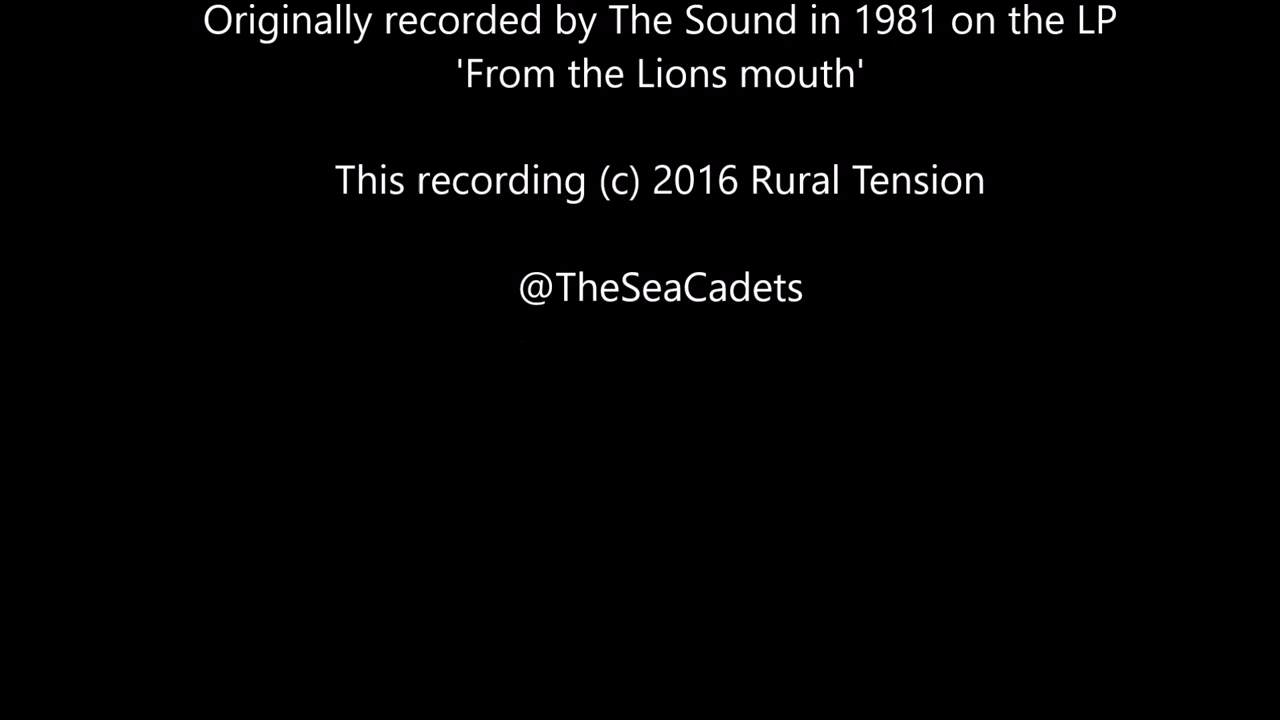 Originally recorded by The Sound in 1981 on the LP
'From the Lions mouth'
This recording (c) 2016 Rural Tension
@TheSeaCadets